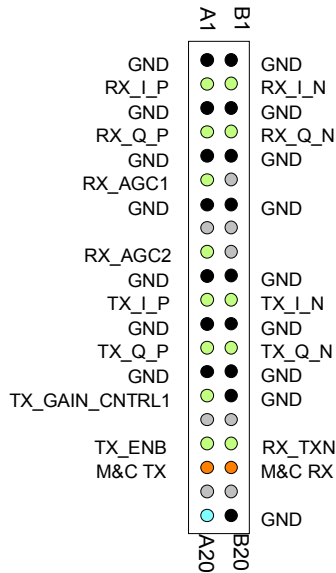 A1 B1
GND GND
RX_I_P RX_I_N
GND GND
RX_Q_P RX_Q_N
GND GND
RX_AGC1
GND GND
RX_AGC2
GND GND
TX_I_P TX_I_N
GND GND
TX_Q_P TX_Q_N
GND GND
TX_GAIN_CNTRL1 GND
TX_ENB RX_TXN
M&C TX M&C RX
GND
A20 B20